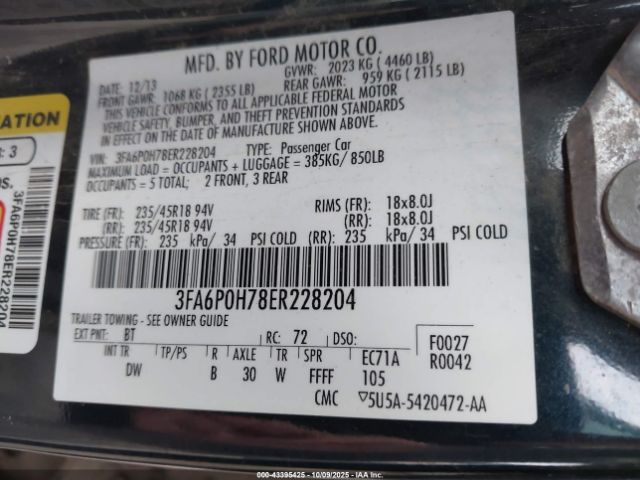 MFD. BY FORD MOTOR CO.
DATE: 12/13 GVWR: 2023 KG ( 4460 LB)
FRONT GAWR: 1068 KG ( 2355 LB) REAR GAWR: 959 KG ( 2115 LB)
THIS VEHICLE CONFORMS TO ALL APPLICABLE FEDERAL MOTOR
VEHICLE SAFETY, BUMPER, AND THEFT PREVENTION STANDARDS
IN EFFECT ON THE DATE OF MANUFACTURE SHOWN ABOVE.
VIN: 3FA6P0H78ER228204 TYPE: Passenger Car
MAXIMUM LOAD = OCCUPANTS + LUGGAGE = 385KG/ 850LB
OCCUPANTS = 5 TOTAL; 2 FRONT, 3 REAR
TIRE (FR): 235/45R18 94V RIMS (FR): 18x8.0J
(RR): 235/45R18 94V (RR): 18x8.0J
PRESSURE (FR): 235 kPa/ 34 PSI COLD (RR): 235 kPa/ 34 PSI COLD
3FA6P0H78ER228204
TRAILER TOWING - SEE OWNER GUIDE
EXT PNT: BT RC: 72 DSO: F0027
R0042
INT TR TP/PS R AXLE TR SPR EC71A
DW B 30 W FFFF 105
CMC ▽5U5A-5420472-AA
: 3
3FA6P0H78ER228204
000-43395425 - 10/09/2025 - IAAI.COM